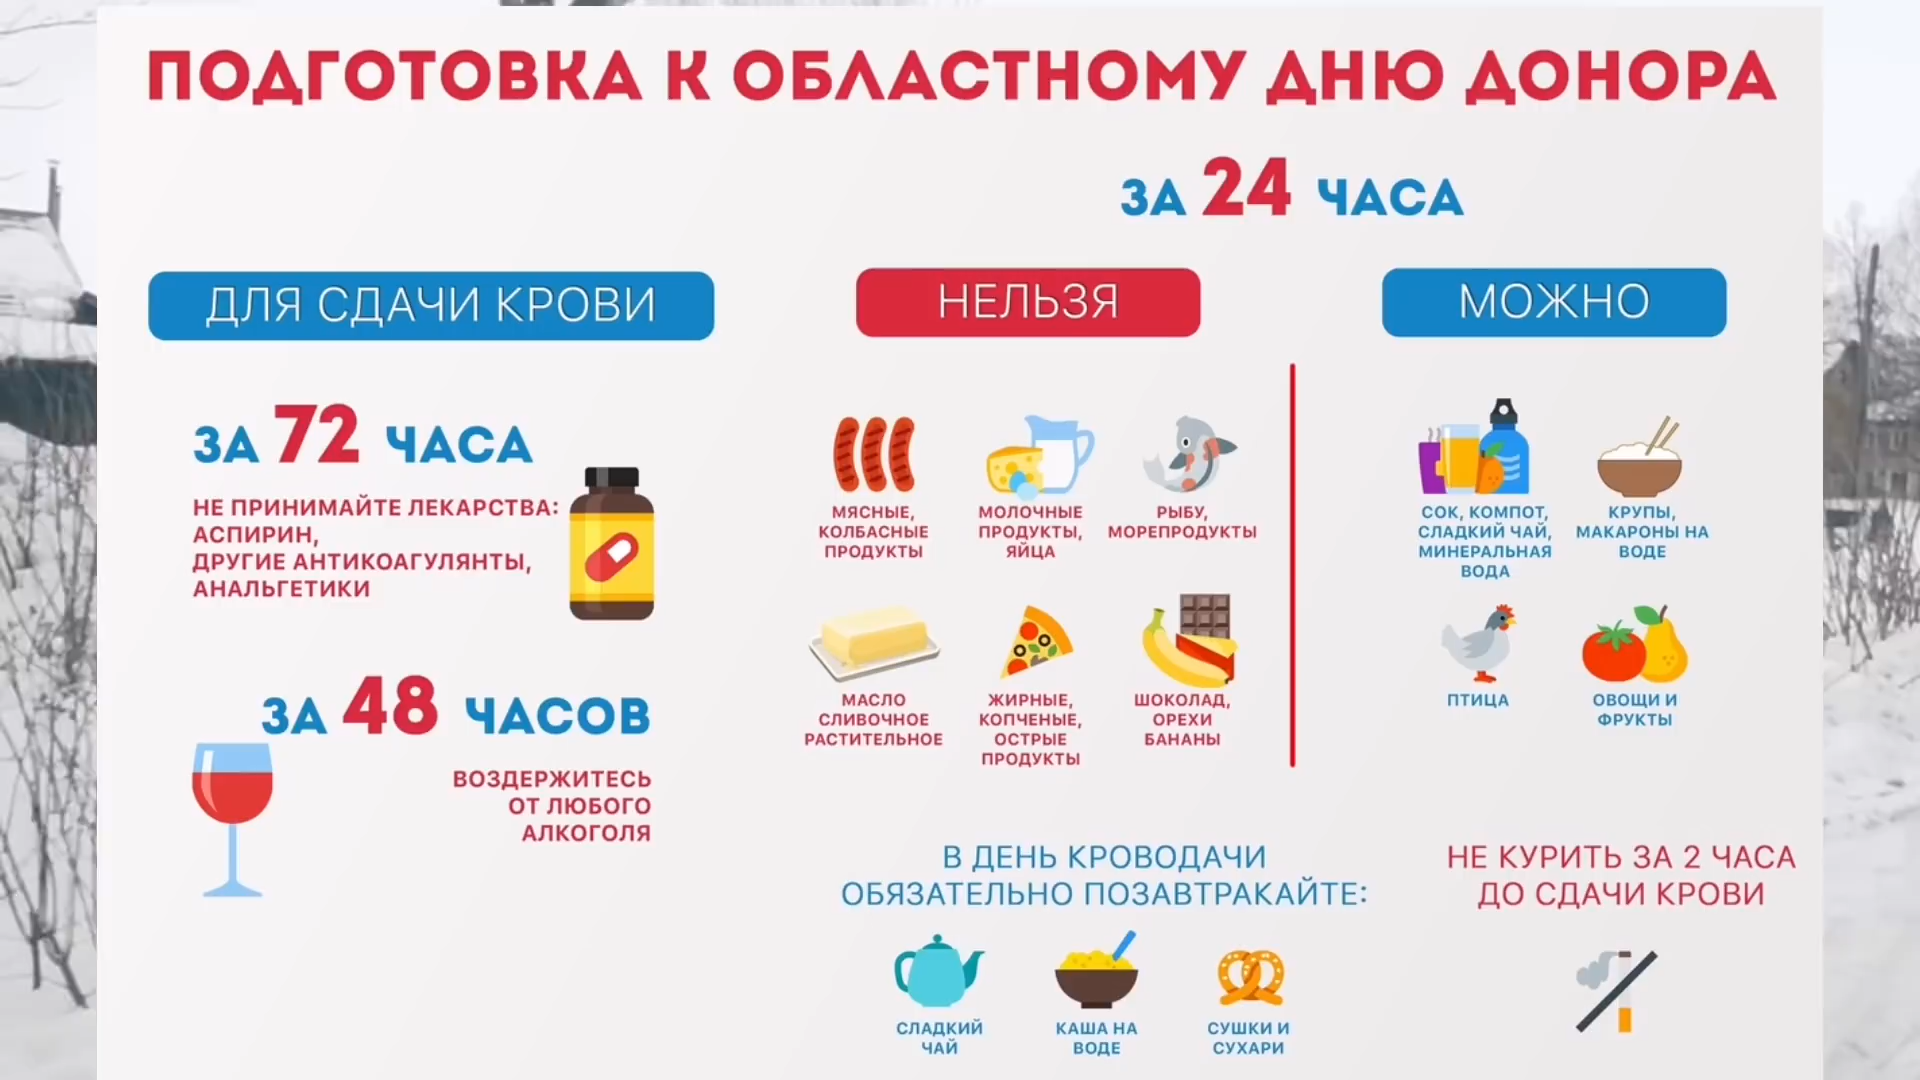 ПОДГОТОВКА К ОБЛАСТНОМУ ДНЮ ДОНОРА
ДЛЯ СДАЧИ КРОВИ
ЗА 72 ЧАСА
НЕ ПРИНИМАЙТЕ ЛЕКАРСТВА:
АСПИРИН,
ДРУГИЕ АНТИКОАГУЛЯНТЫ,
АНАЛЬГЕТИКИ
ЗА 48 ЧАСОВ
ВОЗДЕРЖИТЕСЬ
ОТ ЛЮБОГО
АЛКОГОЛЯ
ЗА 24 ЧАСА
НЕЛЬЗЯ
МЯСНЫЕ,
КОЛБАСНЫЕ
ПРОДУКТЫ
МОЛОЧНЫЕ
ПРОДУКТЫ,
ЯЙЦА
РЫБУ,
МОРЕПРОДУКТЫ
МАСЛО
СЛИВОЧНОЕ
РАСТИТЕЛЬНОЕ
ЖИРНЫЕ,
КОПЧЕНЫЕ,
ОСТРЫЕ
ПРОДУКТЫ
ШОКОЛАД,
ОРЕХИ
БАНАНЫ
МОЖНО
СОК, КОМПОТ,
СЛАДКИЙ ЧАЙ,
МИНЕРАЛЬНАЯ
ВОДА
КРУПЫ,
МАКАРОНЫ НА
ВОДЕ
ПТИЦА
ОВОЩИ И
ФРУКТЫ
В ДЕНЬ КРОВОДАЧИ
ОБЯЗАТЕЛЬНО ПОЗАВТРАКАЙТЕ:
СЛАДКИЙ
ЧАЙ
КАША НА
ВОДЕ
СУШКИ И
СУХАРИ
НЕ КУРИТЬ ЗА 2 ЧАСА
ДО СДАЧИ КРОВИ